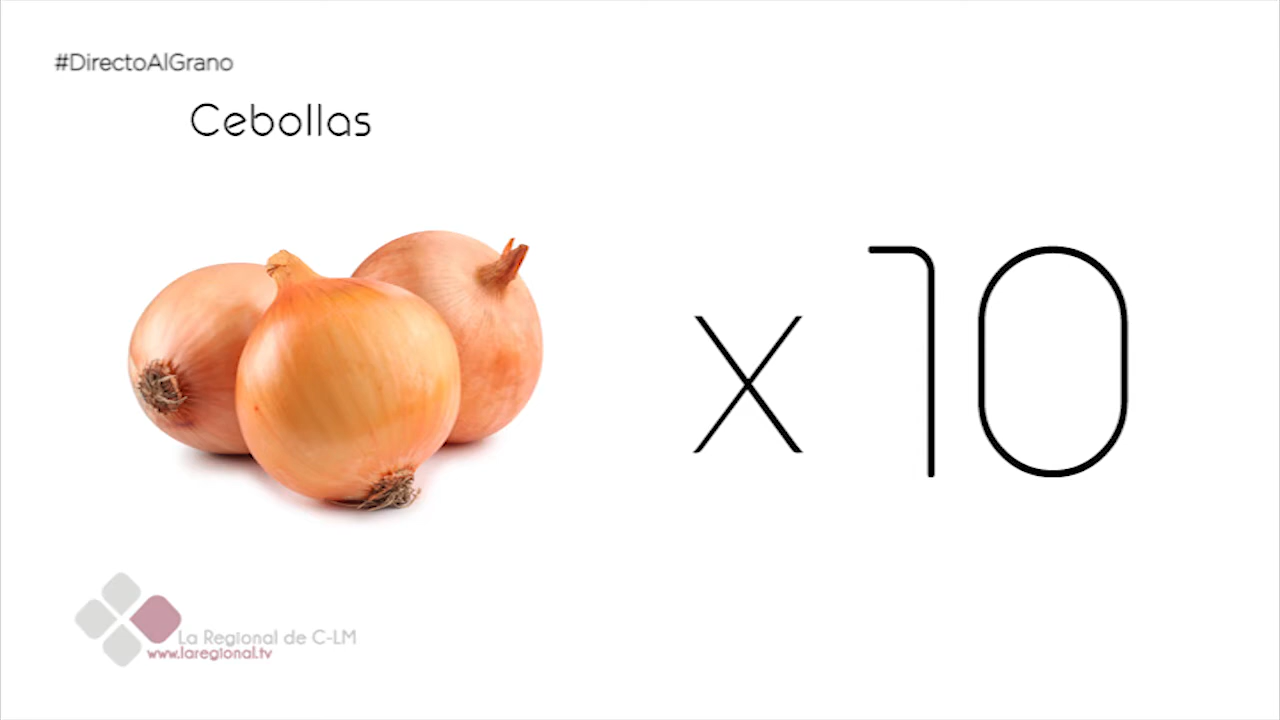 #DirectoAlGrano
Cebollas
x 10
La Regional de C-LM
www.laregional.tv